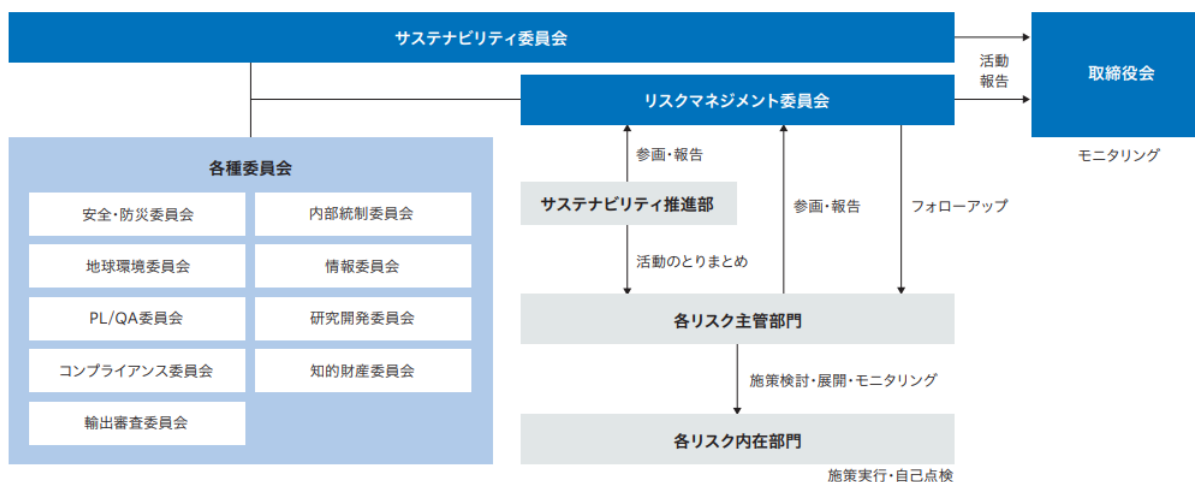 サステナビリティ委員会
活動
報告
取締役会
モニタリング
リスクマネジメント委員会
各種委員会
安全・防災委員会
内部統制委員会
地球環境委員会
情報委員会
PL/QA委員会
研究開発委員会
コンプライアンス委員会
知的財産委員会
輸出審査委員会
参画・報告
サステナビリティ推進部
活動のとりまとめ
参画・報告
フォローアップ
各リスク主管部門
施策検討・展開・モニタリング
各リスク内在部門
施策実行・自己点検